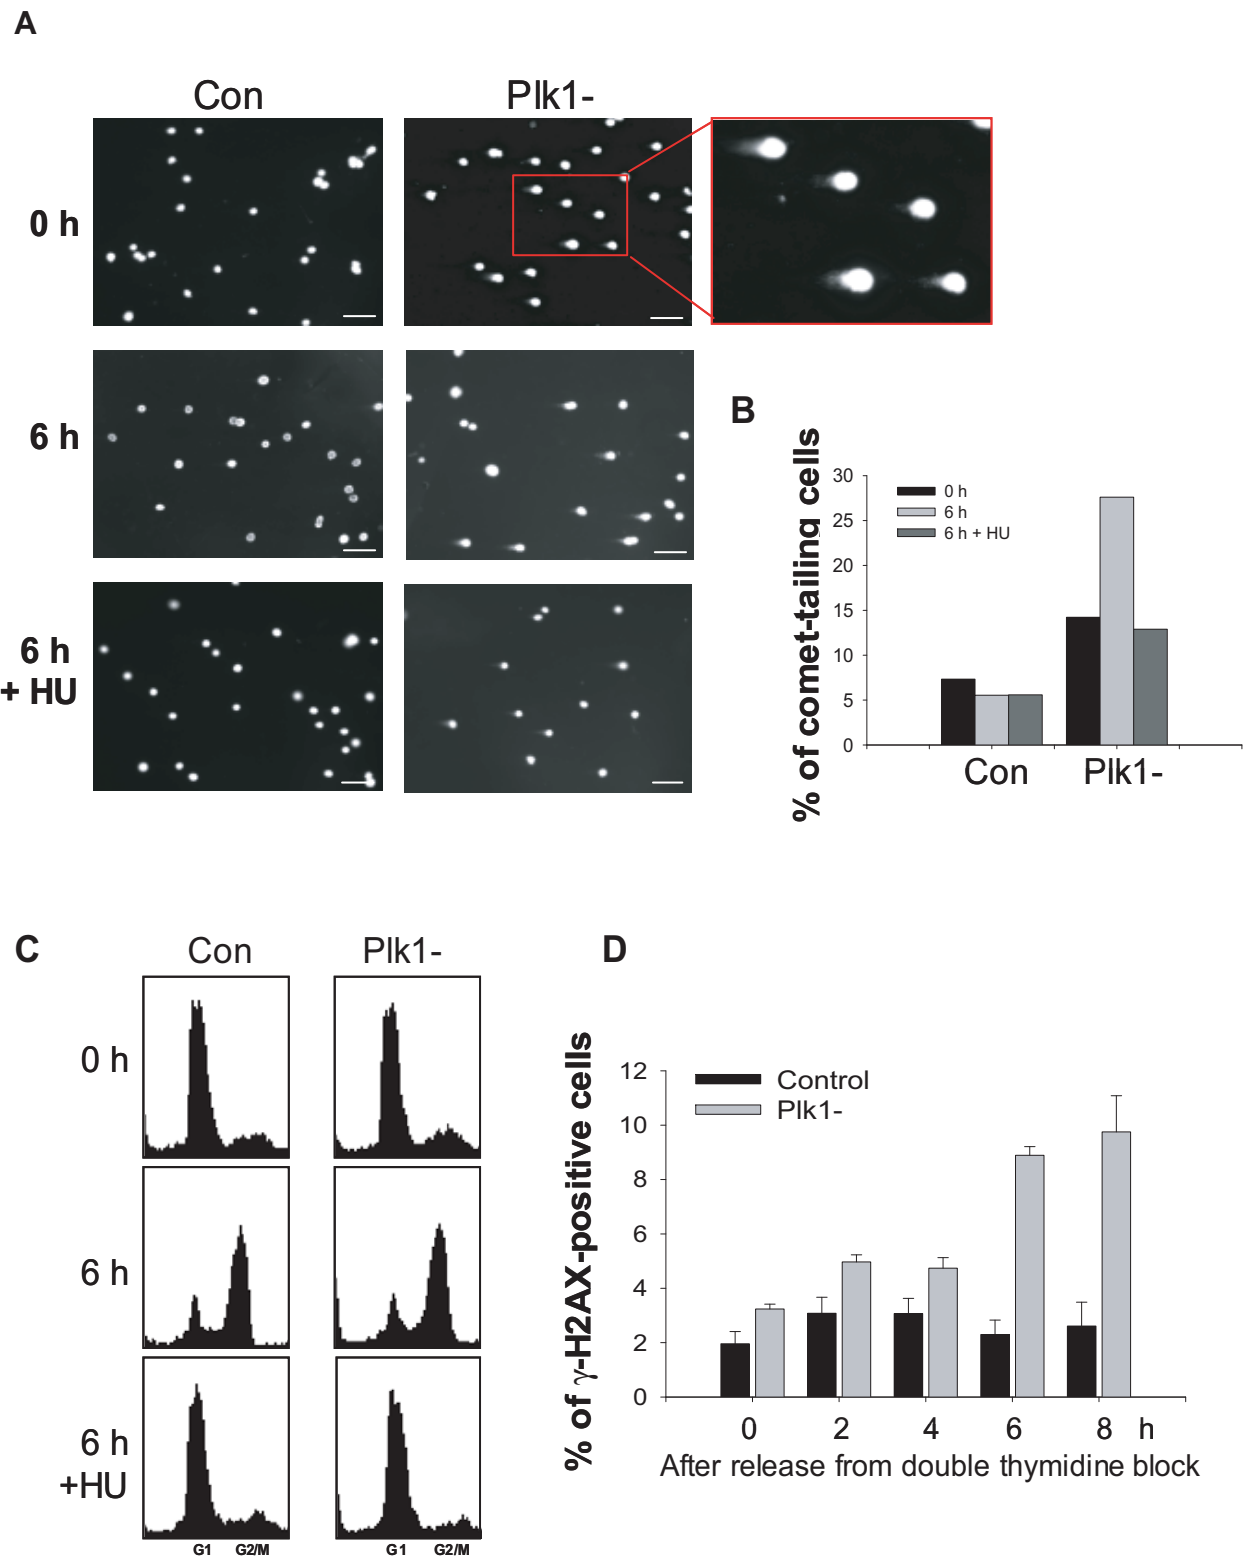 A
Con
Plk1-
0 h
6 h
6 h
+ HU
B
% of comet-tailing cells
30
25
20
15
10
5
0
0 h
6 h
6 h + HU
Con
Plk1-
C
Con
Plk1-
0 h
6 h
6 h
+HU
G1
G2/M
G1
G2/M
D
% of γ-H2AX-positive cells
12
10
8
6
4
2
0
Control
Plk1-
0 2 4 6 8 h
After release from double thymidine block